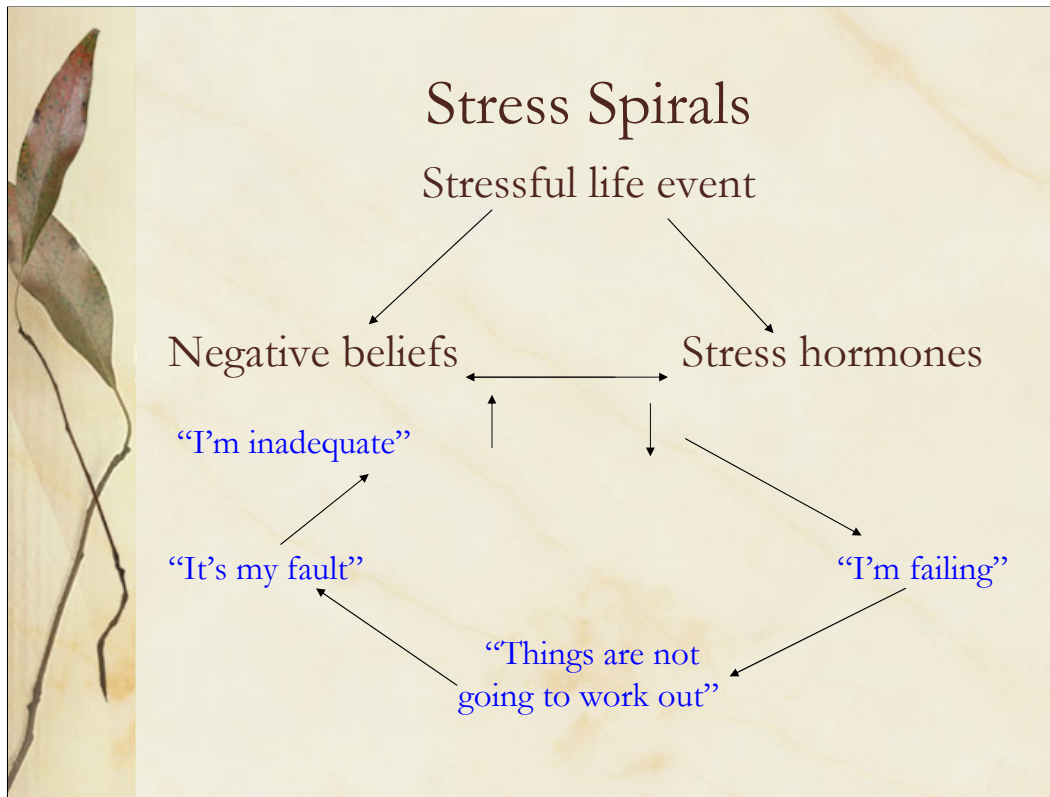 Stress Spirals
Stressful life event
Negative beliefs
Stress hormones
“I’m inadequate”
“It’s my fault”
“I’m failing”
“Things are not
going to work out”